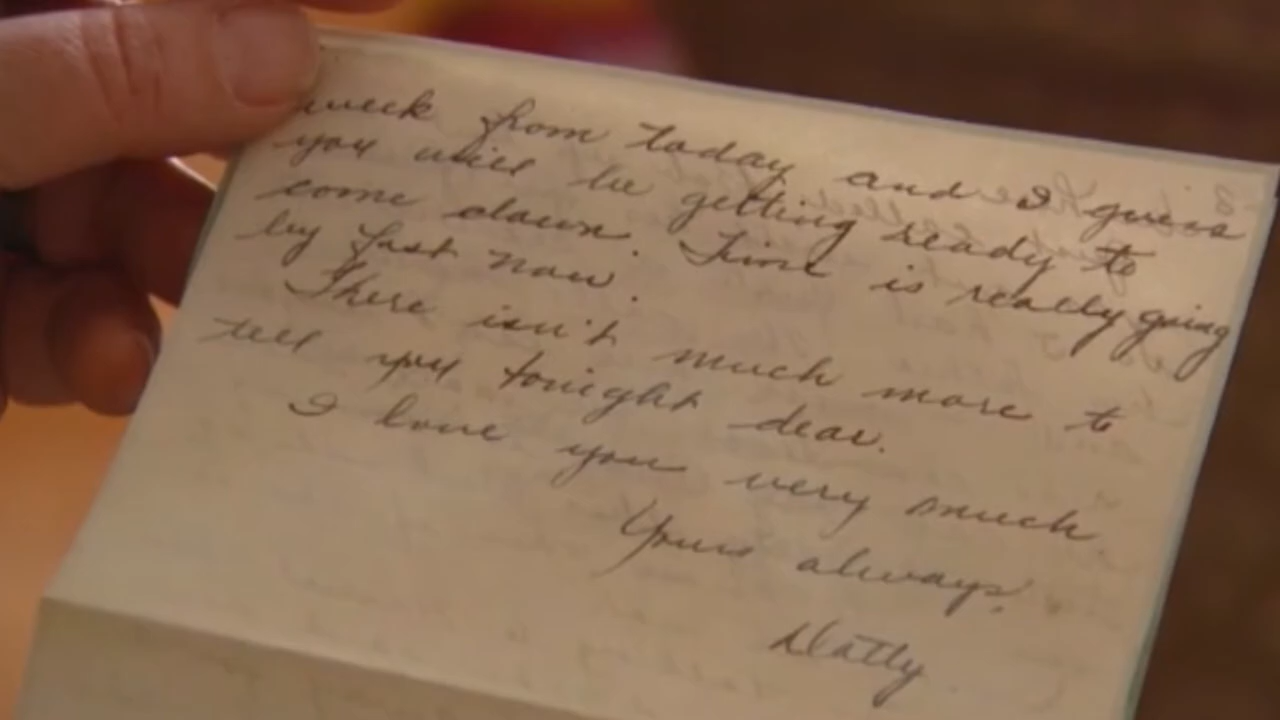 week from today and I guess
you will be getting ready to
come down. Time is really going
by fast now.
There isn't much more to
tell you tonight dear.
I love you very much.
Yours always,